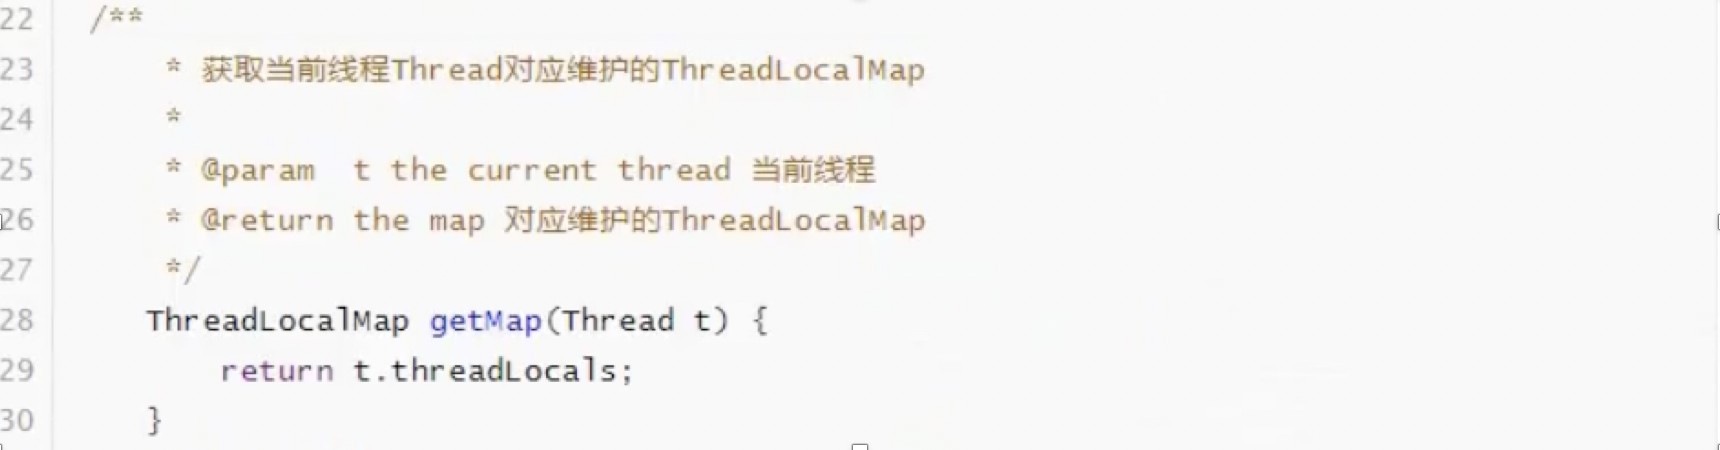 22 /**
23 * 获取当前线程Thread对应维护的ThreadLocalMap
24 *
25 * @param  t the current thread 当前线程
26 * @return the map 对应维护的ThreadLocalMap
27 */
28 ThreadLocalMap getMap(Thread t) {
29 return t.threadLocals;
30 }